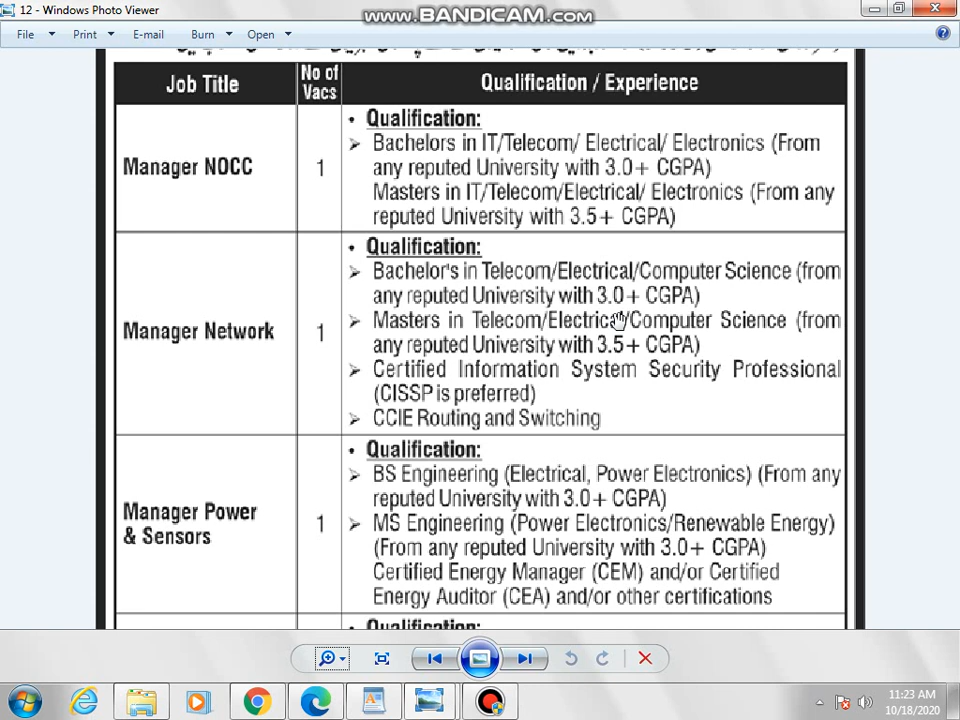 12 - Windows Photo Viewer
www.BANDICAM.com
File Print E-mail Burn Open
Job Title
No of
Vacs
Qualification / Experience
Manager NOCC
1
• Qualification:
➢ Bachelors in IT/Telecom/ Electrical/ Electronics (From
any reputed University with 3.0+ CGPA)
Masters in IT/Telecom/Electrical/ Electronics (From any
reputed University with 3.5+ CGPA)
Manager Network
1
• Qualification:
➢ Bachelor's in Telecom/Electrical/Computer Science (from
any reputed University with 3.0+ CGPA)
➢ Masters in Telecom/Electrical/Computer Science (from
any reputed University with 3.5+ CGPA)
➢ Certified Information System Security Professional
(CISSP is preferred)
➢ CCIE Routing and Switching
Manager Power
& Sensors
1
• Qualification:
➢ BS Engineering (Electrical, Power Electronics) (From any
reputed University with 3.0+CGPA)
➢ MS Engineering (Power Electronics/Renewable Energy)
(From any reputed University with 3.0+ CGPA)
Certified Energy Manager (CEM) and/or Certified
Energy Auditor (CEA) and/or other certifications
• Qualification:
11:23 AM
10/18/2020